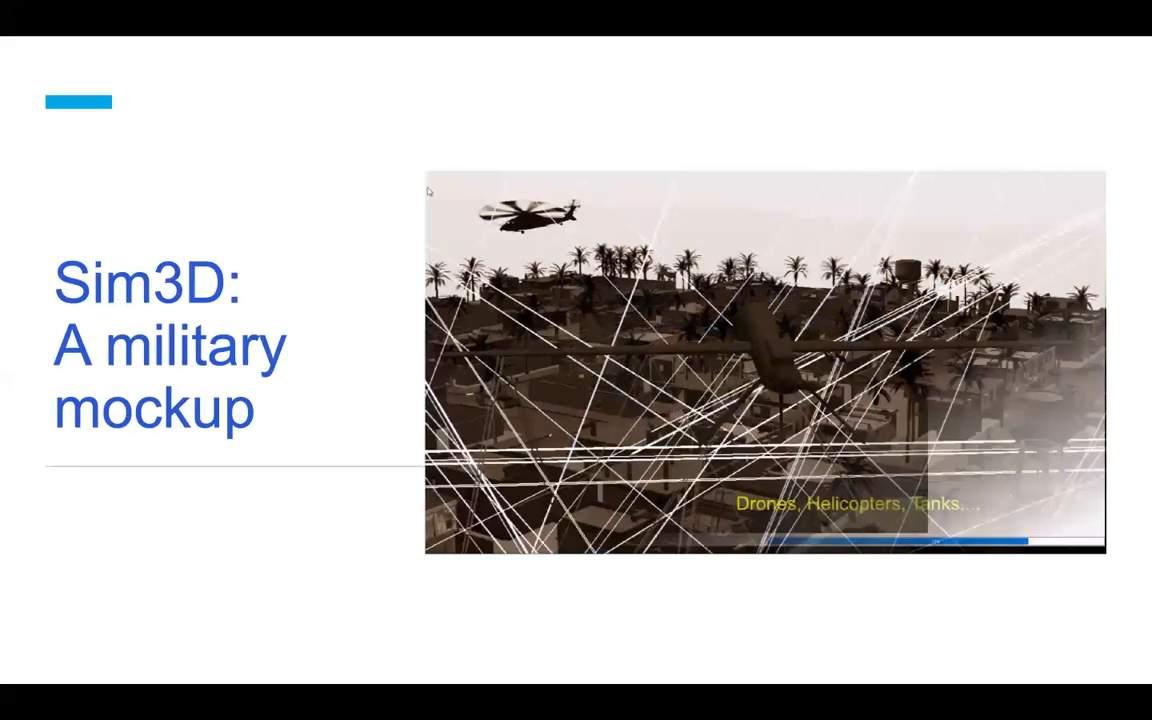 Sim3D:
A military
mockup
Drones, Helicopters, Tanks....